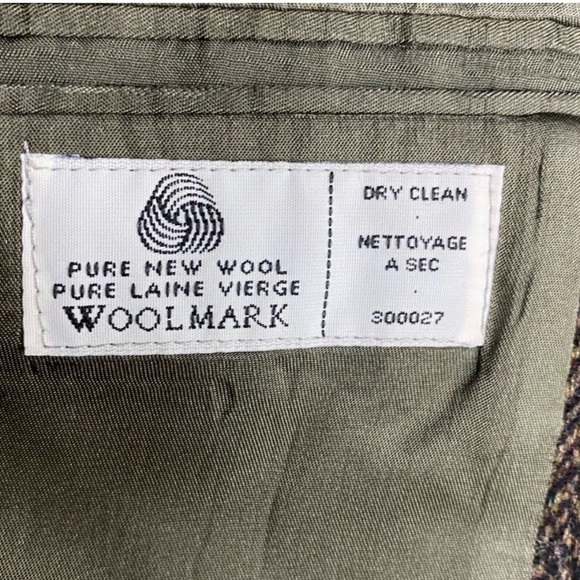 PURE NEW WOOL
PURE LAINE VIERGE
WOOLMARK
DRY CLEAN
NETTOYAGE
A SEC
300027